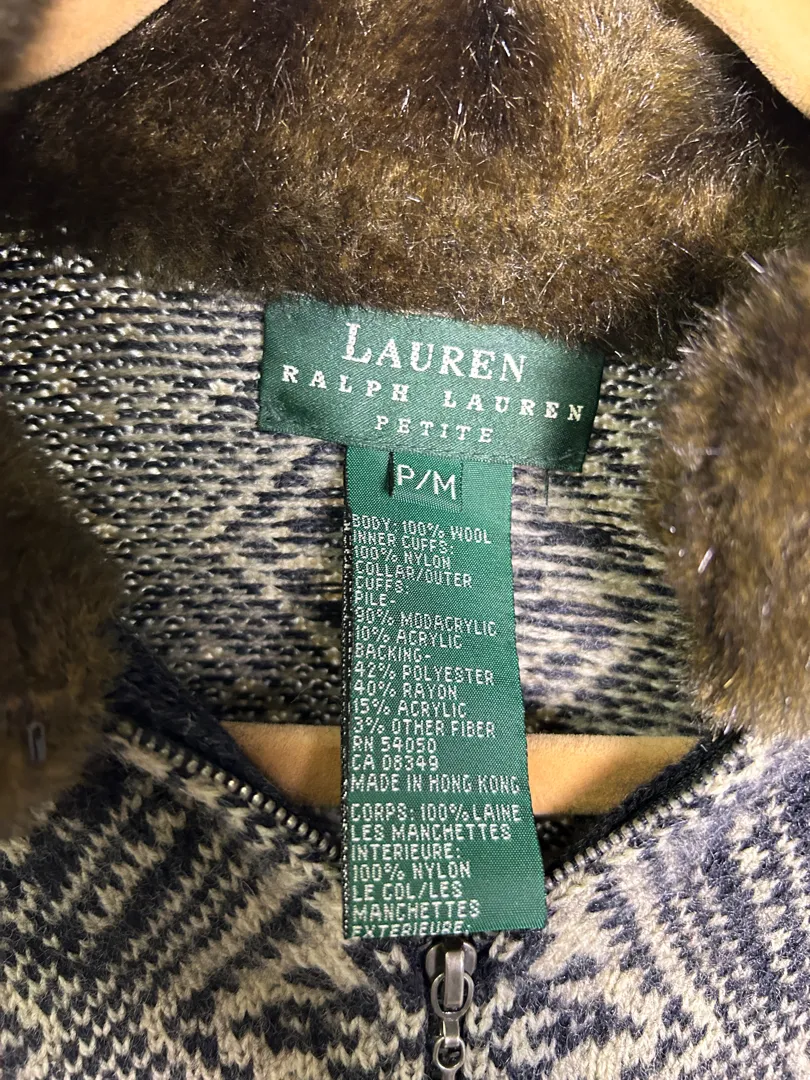 LAUREN
RALPH LAUREN
PETITE
P/M
BODY: 100% WOOL
INNER CUFFS:
100% NYLON
COLLAR/OUTER
CUFFS:
PILE-
90% MODACRYLIC
10% ACRYLIC
BACKING-
42% POLYESTER
40% RAYON
15% ACRYLIC
3% OTHER FIBER
RN 54050
CA 08349
MADE IN HONG KONG
CORPS: 100% LAINE
LES MANCHETTES
INTERIEURE:
100% NYLON
LE COL/LES
MANCHETTES
EXTERIEURE: